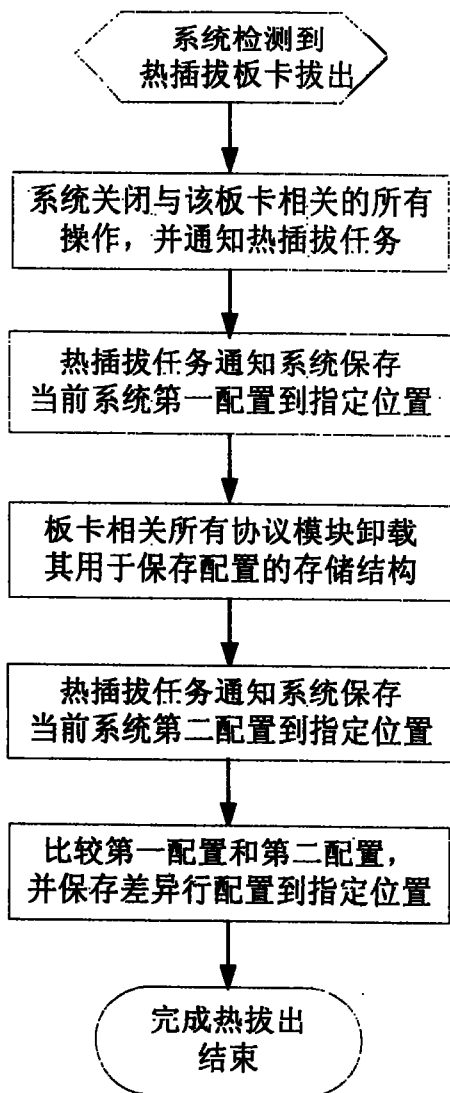 系统检测到
热插拔板卡拔出
系统关闭与该板卡相关的所有
操作，并通知热插拔任务
热插拔任务通知系统保存
当前系统第一配置到指定位置
板卡相关所有协议模块卸载
其用于保存配置的存储结构
热插拔任务通知系统保存
当前系统第二配置到指定位置
比较第一配置和第二配置，
并保存差异行配置到指定位置
完成热拔出
结束